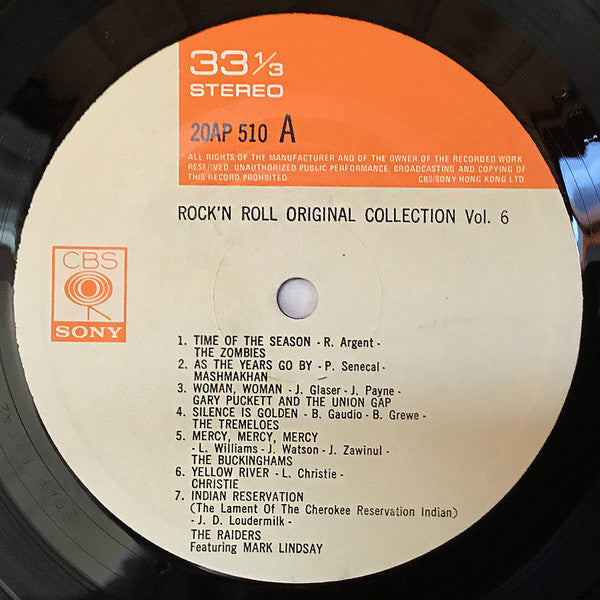 33 1/3
STEREO
20AP 510 A
ALL RIGHTS OF THE MANUFACTURER AND OF THE OWNER OF THE RECORDED WORK
RESERVED. UNAUTHORIZED PUBLIC PERFORMANCE, BROADCASTING AND COPYING OF
THIS RECORD PROHIBITED.
CBS/SONY HONG KONG LTD.
ROCK'N ROLL ORIGINAL COLLECTION Vol. 6
CBS
SONY
1. TIME OF THE SEASON - R. Argent -
THE ZOMBIES
2. AS THE YEARS GO BY - P. Senecal -
MASHMAKHAN
3. WOMAN, WOMAN - J. Glaser - J. Payne -
GARY PUCKETT AND THE UNION GAP
4. SILENCE IS GOLDEN - B. Gaudio - B. Grewe -
THE TREMELOES
5. MERCY, MERCY, MERCY
- L. Williams - J. Watson - J. Zawinul -
THE BUCKINGHAMS
6. YELLOW RIVER - L. Christie -
CHRISTIE
7. INDIAN RESERVATION
(The Lament Of The Cherokee Reservation Indian)
- J. D. Loudermilk -
THE RAIDERS
Featuring MARK LINDSAY